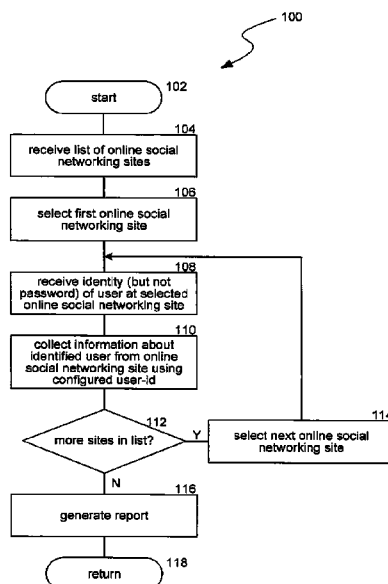 100
102
start
104
receive list of online social
networking sites
106
select first online social
networking site
108
receive identity (but not
password) of user at selected
online social networking site
110
collect information about
identified user from online
social networking site using
configured user-id
112
more sites in list?
Y
114
select next online social
networking site
N
116
generate report
118
return